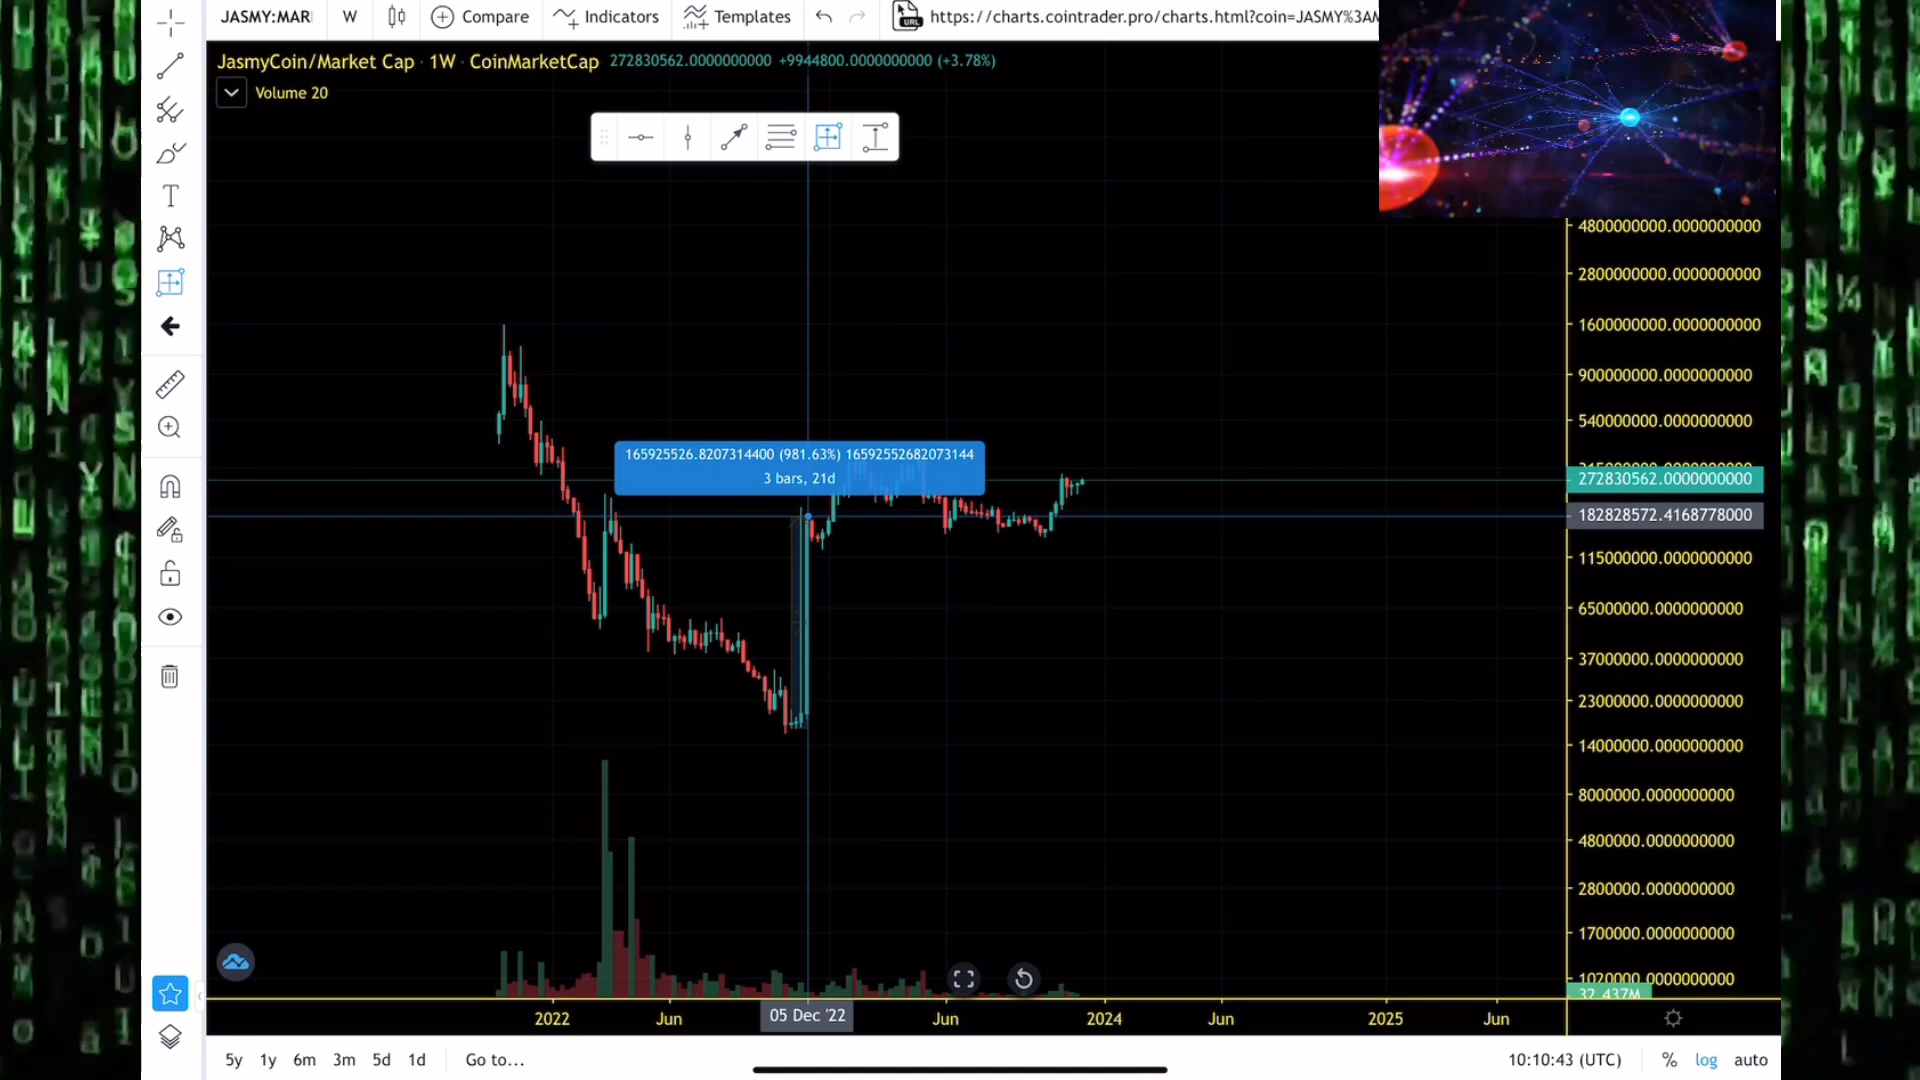 JASMY:MAR W Compare Indicators Templates URL https://charts.cointrader.pro/charts.html?coin=JASMY%3A
JasmyCoin/Market Cap · 1W · CoinMarketCap 272830562.0000000000 +9944800.0000000000 (+3.78%)
Volume 20
T
4800000000.0000000000
2800000000.0000000000
1600000000.0000000000
900000000.0000000000
540000000.0000000000
165925526.8207314400 (981.63%) 16592552682073144
3 bars, 21d
272830562.0000000000
182828572.4168778000
115000000.0000000000
65000000.0000000000
37000000.0000000000
23000000.0000000000
14000000.0000000000
8000000.0000000000
4800000.0000000000
2800000.0000000000
1700000.0000000000
1020000.0000000000
32.437M
2022 Jun 05 Dec '22 Jun 2024 Jun 2025 Jun
5y 1y 6m 3m 5d 1d Go to... 10:10:43 (UTC) % log auto